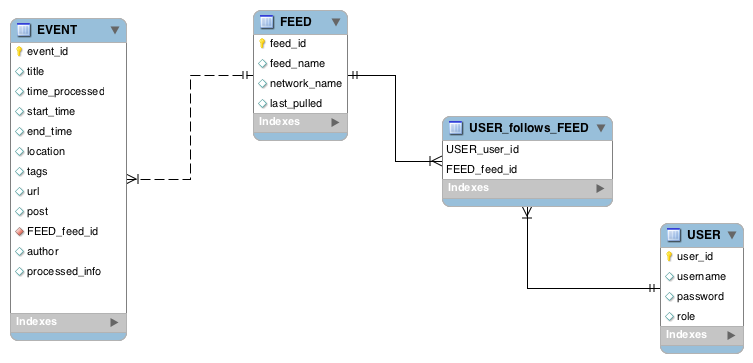 EVENT
event_id
title
time_processed
start_time
end_time
location
tags
url
post
FEED_feed_id
author
processed_info
Indexes
FEED
feed_id
feed_name
network_name
last_pulled
Indexes
USER_follows_FEED
USER_user_id
FEED_feed_id
Indexes
USER
user_id
username
password
role
Indexes